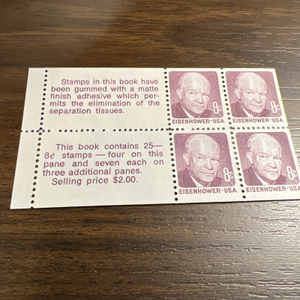 Stamps in this book have
been gummed with a matte
finish adhesive which per-
mits the elimination of the
separation tissues.
This book contains 25—
8¢ stamps — four on this
pane and seven each on
three additional panes.
Selling price $2.00.
8¢
EISENHOWER·USA
8¢
EISENHOWER·USA
8¢
EISENHOWER·USA
8¢
EISENHOWER·USA